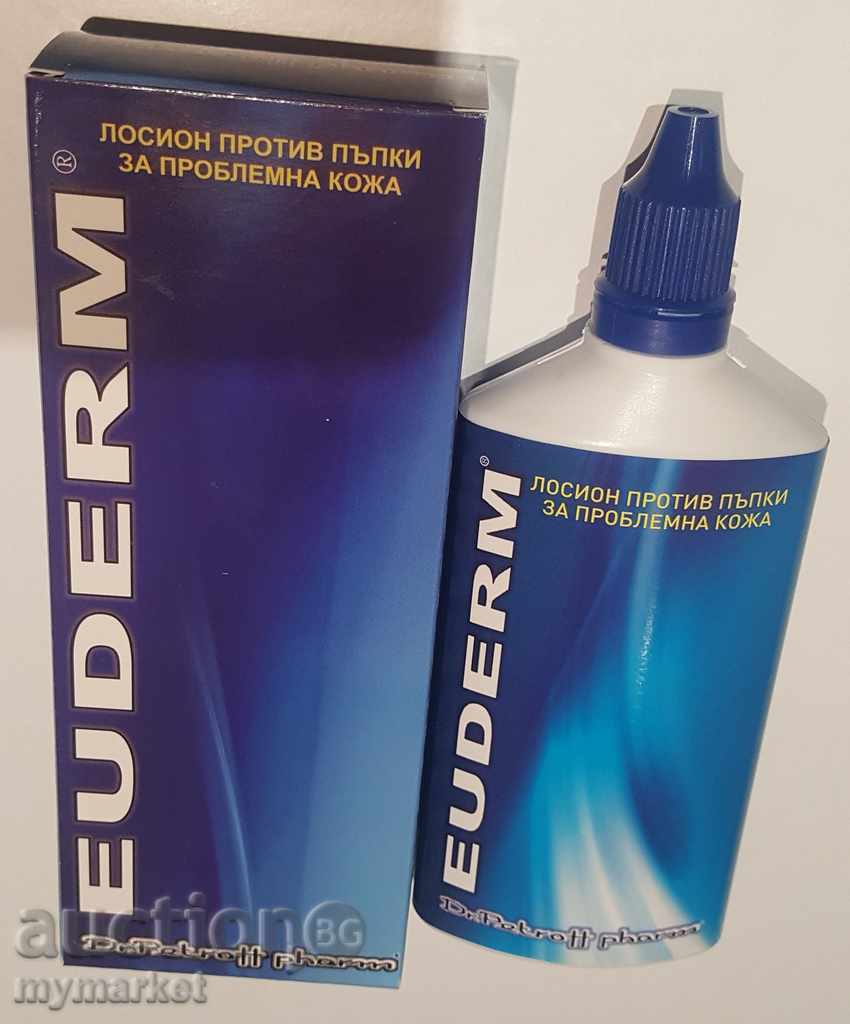 ЛОСИОН ПРОТИВ ПЪПКИ
ЗА ПРОБЛЕМНА КОЖА
EUDERM®
Dr.Petroff pharm
ЛОСИОН ПРОТИВ ПЪПКИ
ЗА ПРОБЛЕМНА КОЖА
EUDERM®
Dr.Petroff pharm
auction BG
mymarket